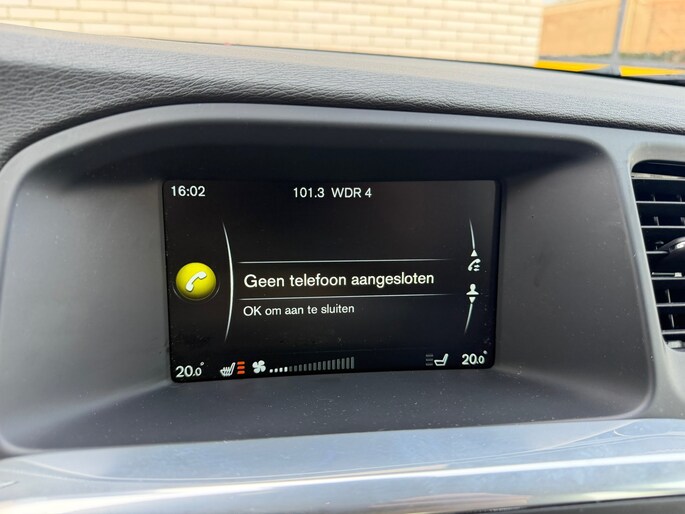 16:02
101.3 WDR 4
Geen telefoon aangesloten
OK om aan te sluiten
20.0°
20.0°